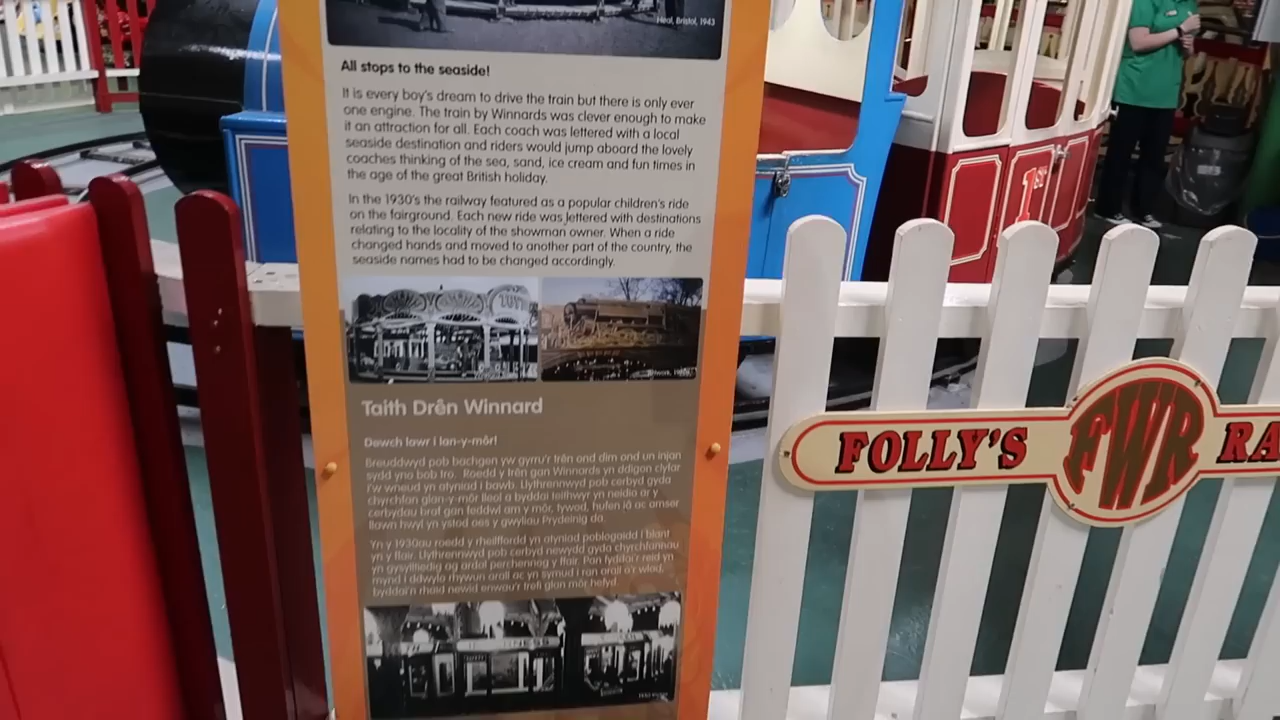 Heal, Bristol, 1943
All stops to the seaside!
It is every boy's dream to drive the train but there is only ever
one engine. The train by Winnards was clever enough to make
it an attraction for all. Each coach was lettered with a local
seaside destination and riders would jump aboard the lovely
coaches thinking of the sea, sand, ice cream and fun times in
the age of the great British holiday.
In the 1930's the railway featured as a popular children's ride
on the fairground. Each new ride was lettered with destinations
relating to the locality of the showman owner. When a ride
changed hands and moved to another part of the country, the
seaside names had to be changed accordingly.
Taith Drên Winnard
Dewch lawr i lan-y-môr!
Breuddwyd pob bachgen yw gyrru'r trên ond dim ond un injan
sydd yna bob tro. Roedd y trên gan Winnards yn ddigon clyfar
i'w wneud yn atyniad i bawb. Llythrennwyd pob cerbyd gyda
chyrchfan glan-y-môr lleol a byddai teithwyr yn neidio ar y
cerbydau braf gan feddwl am y môr, tywod, hufen iâ ac amser
llawn hwyl yn ystod oes y gwyliau Prydeinig da.
Yn y 1930au roedd y rheilffordd yn atyniad poblogaidd i blant
yn y ffair. Llythrennwyd pob cerbyd newydd gyda chyrchfannau
yn gysylltiedig ag ardal perchennog y ffair. Pan fyddai'r reid yn
mynd i ddwylo rhywun arall ac yn symud i ran arall o'r wlad,
byddai'n rhaid newid enwau'r trefi glan môr hefyd.
1ST
FOLLY'S FWR RA